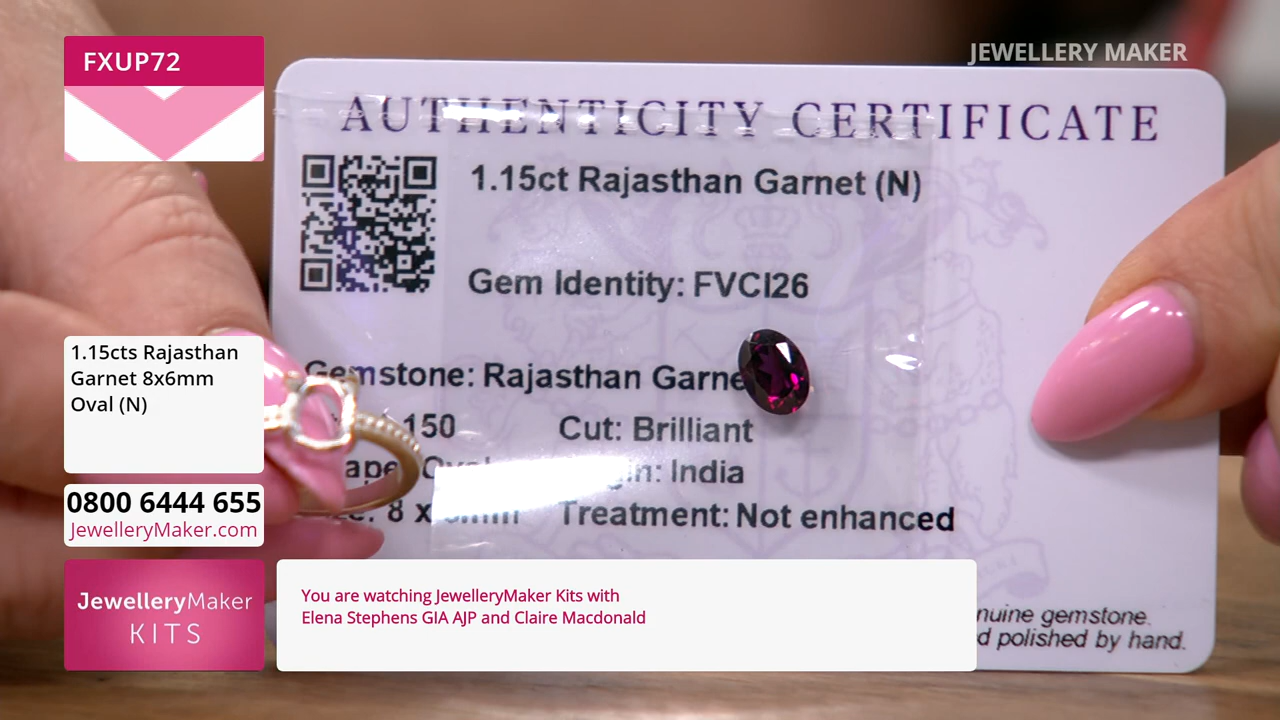 FXUP72
JEWELLERY MAKER
AUTHENTICITY CERTIFICATE
1.15ct Rajasthan Garnet (N)
Gem Identity: FVCI26
Gemstone: Rajasthan Garne
150 Cut: Brilliant
India
8 x Treatment: Not enhanced
gemstone.
polished by hand.
1.15cts Rajasthan
Garnet 8x6mm
Oval (N)
0800 6444 655
JewelleryMaker.com
JewelleryMaker
KITS
You are watching JewelleryMaker Kits with
Elena Stephens GIA AJP and Claire Macdonald